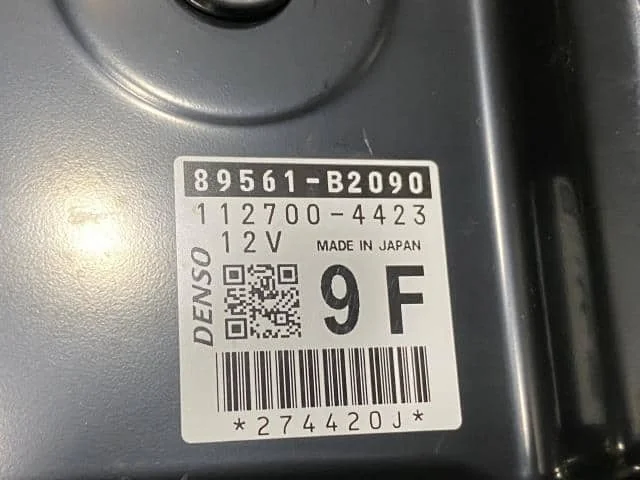 89561-B2090
112700-4423
12V MADE IN JAPAN
DENSO
9F
*274420J*